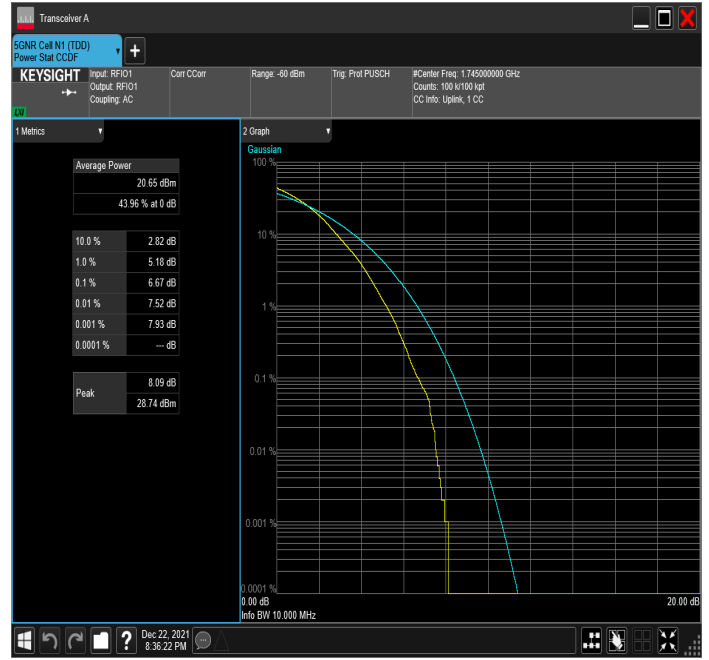 Transceiver A
5GNR Cell N1 (TDD)
Power Stat CCDF
KEYSIGHT
Input: RFIO1
Output: RFIO1
Coupling: AC
Corr CCorr
Range: -60 dBm
Trig: Prot PUSCH
#Center Freq: 1.745000000 GHz
Counts: 100 k/100 kpt
CC Info: Uplink, 1 CC
1 Metrics
Average Power
20.65 dBm
43.96 % at 0 dB
10.0 % 2.82 dB
1.0 % 5.18 dB
0.1 % 6.67 dB
0.01 % 7.52 dB
0.001 % 7.93 dB
0.0001 % --- dB
Peak
8.09 dB
28.74 dBm
2 Graph
Gaussian
100 %
10 %
1 %
0.1 %
0.01 %
0.001 %
0.0001 %
0.00 dB 20.00 dB
Info BW 10.000 MHz
?
Dec 22, 2021
8:36:22 PM